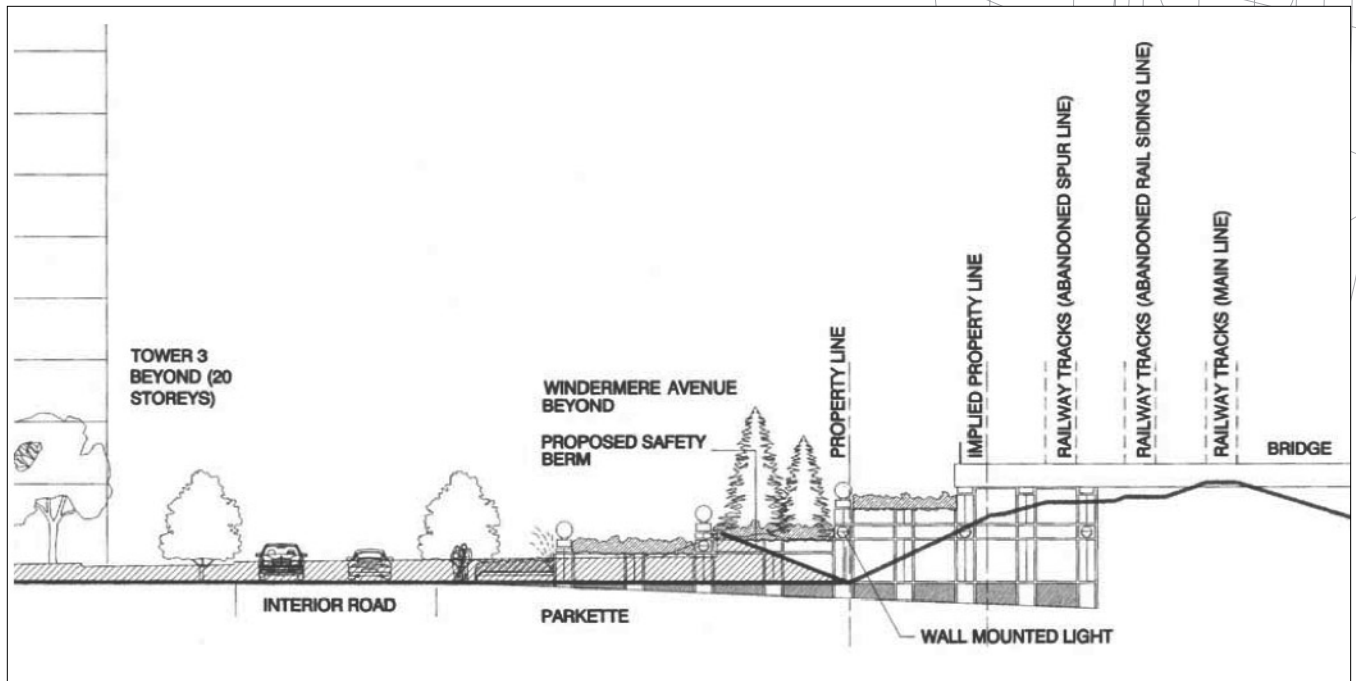 TOWER 3
BEYOND (20
STOREYS)
WINDERMERE AVENUE
BEYOND
PROPOSED SAFETY
BERM
PROPERTY LINE
IMPLIED PROPERTY LINE
RAILWAY TRACKS (ABANDONED SPUR LINE)
RAILWAY TRACKS (ABANDONED RAIL SIDING LINE)
RAILWAY TRACKS (MAIN LINE)
BRIDGE
INTERIOR ROAD
PARKETTE
WALL MOUNTED LIGHT